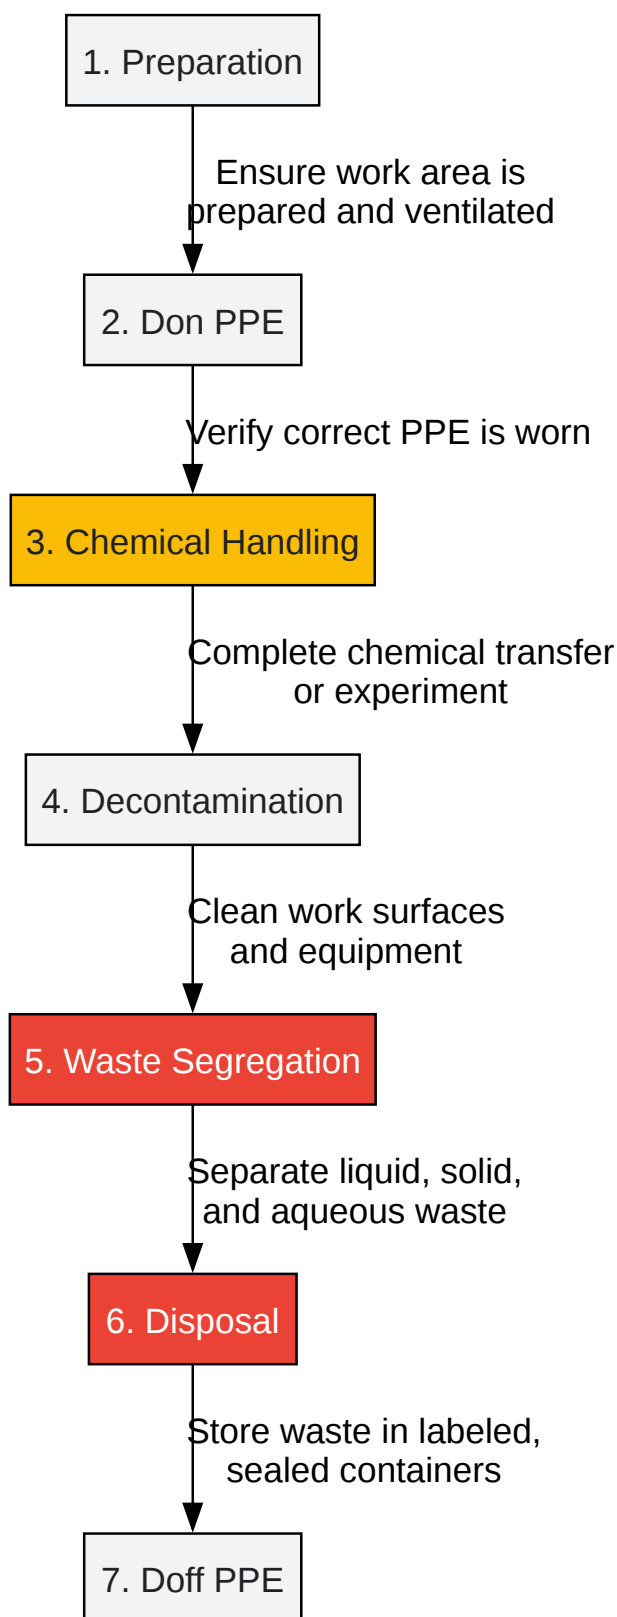 1. Preparation
Ensure work area is
prepared and ventilated
2. Don PPE
Verify correct PPE is worn
3. Chemical Handling
Complete chemical transfer
or experiment
4. Decontamination
Clean work surfaces
and equipment
5. Waste Segregation
Separate liquid, solid,
and aqueous waste
6. Disposal
Store waste in labeled,
sealed containers
7. Doff PPE